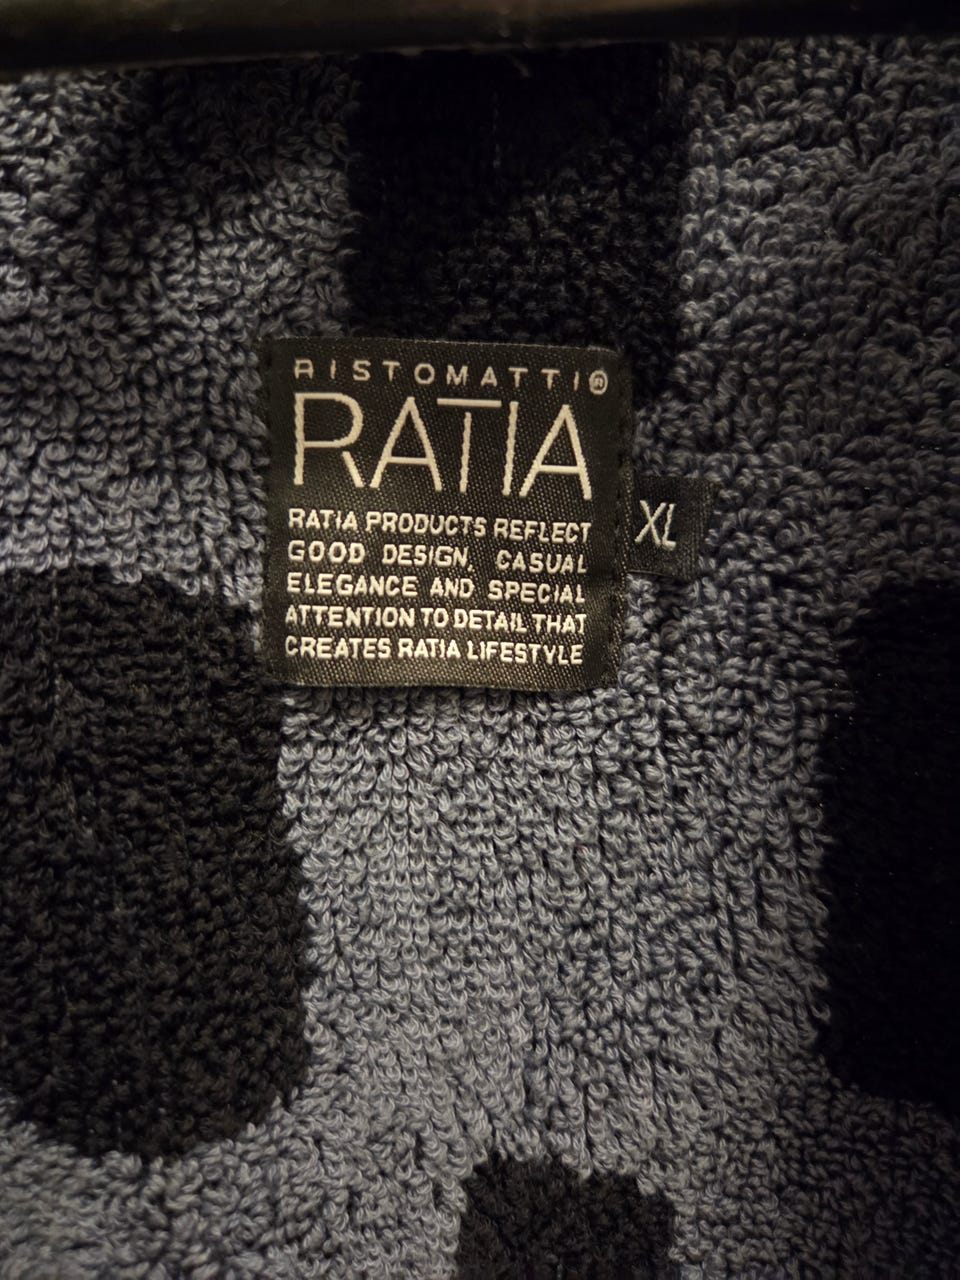 RISTOMATTI®
RATIA
RATIA PRODUCTS REFLECT
GOOD DESIGN, CASUAL
ELEGANCE AND SPECIAL
ATTENTION TO DETAIL THAT
CREATES RATIA LIFESTYLE
XL